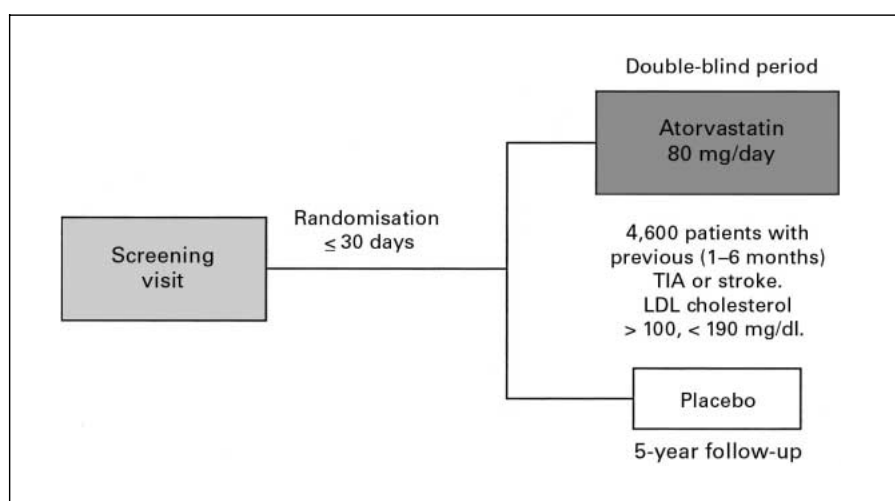 Double-blind period
Atorvastatin
80 mg/day
Randomisation
≤ 30 days
Screening
visit
4,600 patients with
previous (1–6 months)
TIA or stroke.
LDL cholesterol
> 100, < 190 mg/dl.
Placebo
5-year follow-up